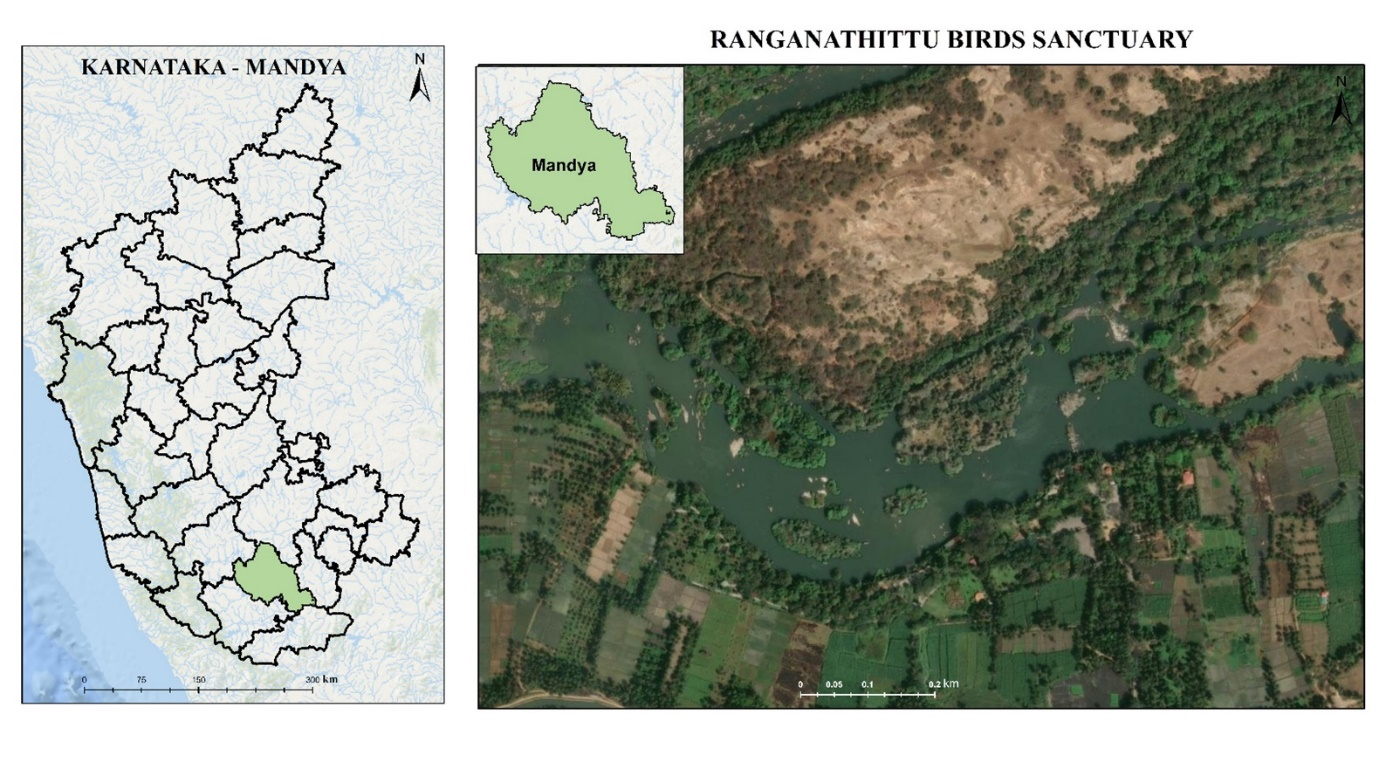 RANGANATHITTU BIRDS SANCTUARY
KARNATAKA - MANDYA
N
N
Mandya
0 75 150 300 km
0 0.05 0.1 0.2 km